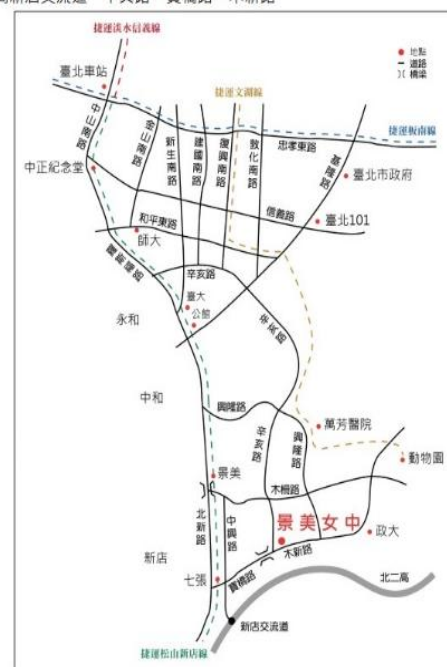 捷運淡水信義線
地點
道路
橋梁
臺北車站
捷運文湖線
捷運板南線
中山南路
金山南路
新生南路
建國南路
復興南路
敦化南路
忠孝東路
基隆路
中正紀念堂
臺北市政府
信義路
臺北101
和平東路
師大
羅斯福路
辛亥路
臺大
公館
永和
辛亥路
中和
興隆路
辛亥路
興隆路
萬芳醫院
動物園
景美
木柵路
北新路
中興路
景美女中
政大
木新路
新店
七張
寶橋路
北二高
新店交流道
捷運松山新店線